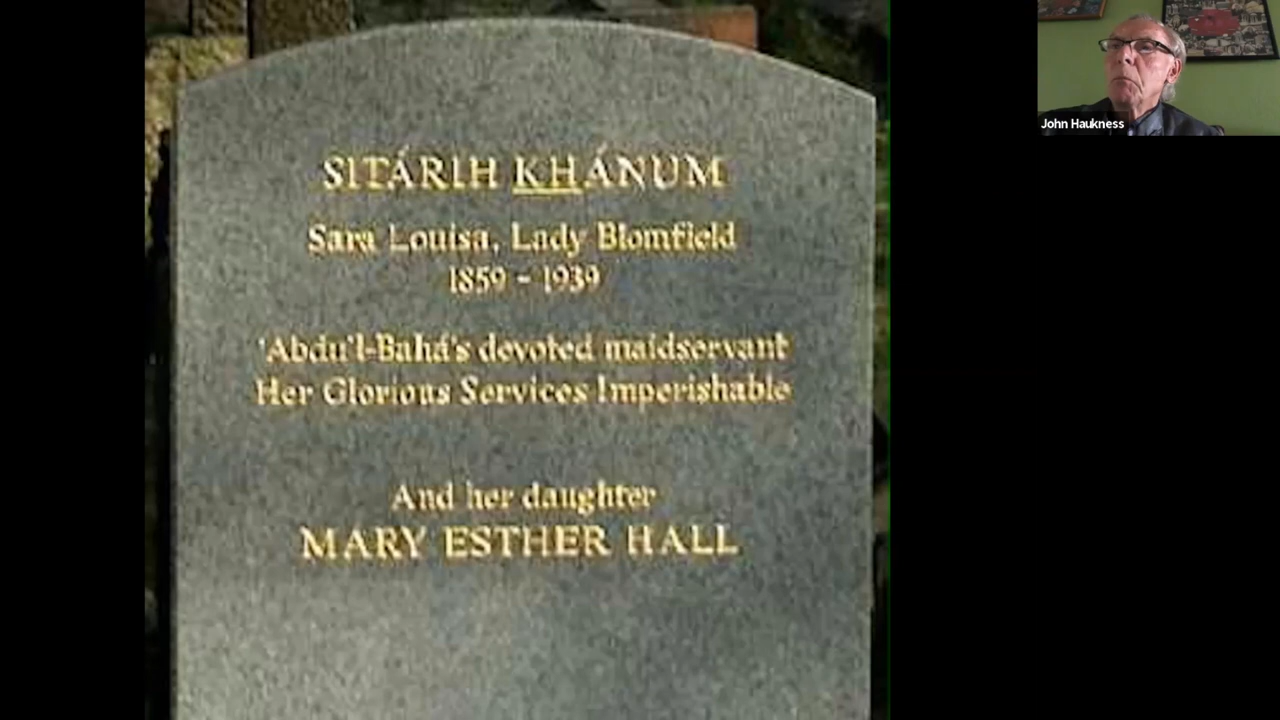 SITÁRIH KHÁNUM
Sara Louisa, Lady Blomfield
1859 - 1939
'Abdu'l-Bahá's devoted maidservant
Her Glorious Services Imperishable
And her daughter
MARY ESTHER HALL
John Haukness